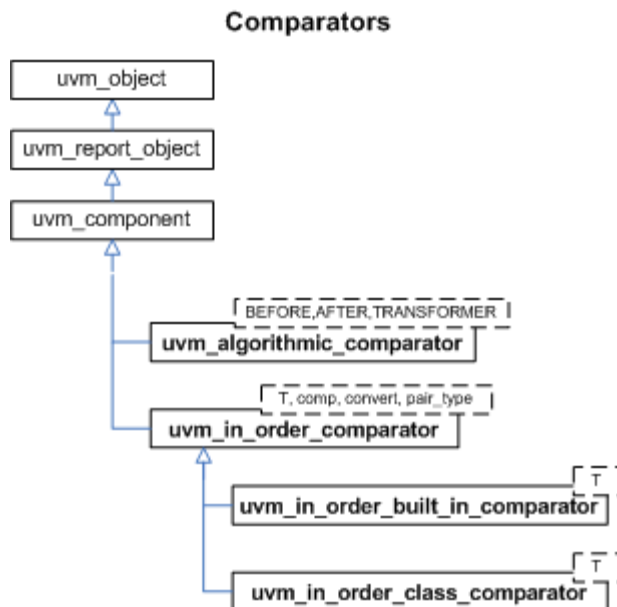 Comparators
uvm_object
uvm_report_object
uvm_component
BEFORE,AFTER,TRANSFORMER
uvm_algorithmic_comparator
T, comp, convert, pair_type
uvm_in_order_comparator
T
uvm_in_order_built_in_comparator
T
uvm_in_order_class_comparator